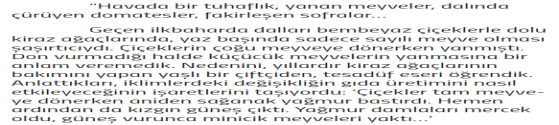 "Havada bir tuhaflık, yanan meyveler, dalında
çürüyen domatesler, fakirleşen sofralar...
Geçen ilkbaharda dalları bembeyaz çiçeklerle dolu
kiraz ağaçlarında, yaz başında sadece sayılı meyve olması
şaşırtıcıydı. Çiçeklerin çoğu meyveye dönerken yanmıştı.
Don vurmadığı halde küçücük meyvelerin yanmasına bir
anlam veremedik. Nedenini, yıllardır kiraz ağaçlarının
bakımını yapan yaşlı bir çiftçiden, tesadüf eseri öğrendik.
Anlattıkları, iklimlerdeki değişikliğin gıda üretimini nasıl
etkileyeceğinin işaretlerini taşıyordu: 'Çiçekler tam meyve-
ye dönerken aniden sağanak yağmur bastırdı. Hemen
ardından da kızgın güneş çıktı. Yağmur damlaları mercek
oldu, güneş vurunca minicik meyveleri yaktı...'